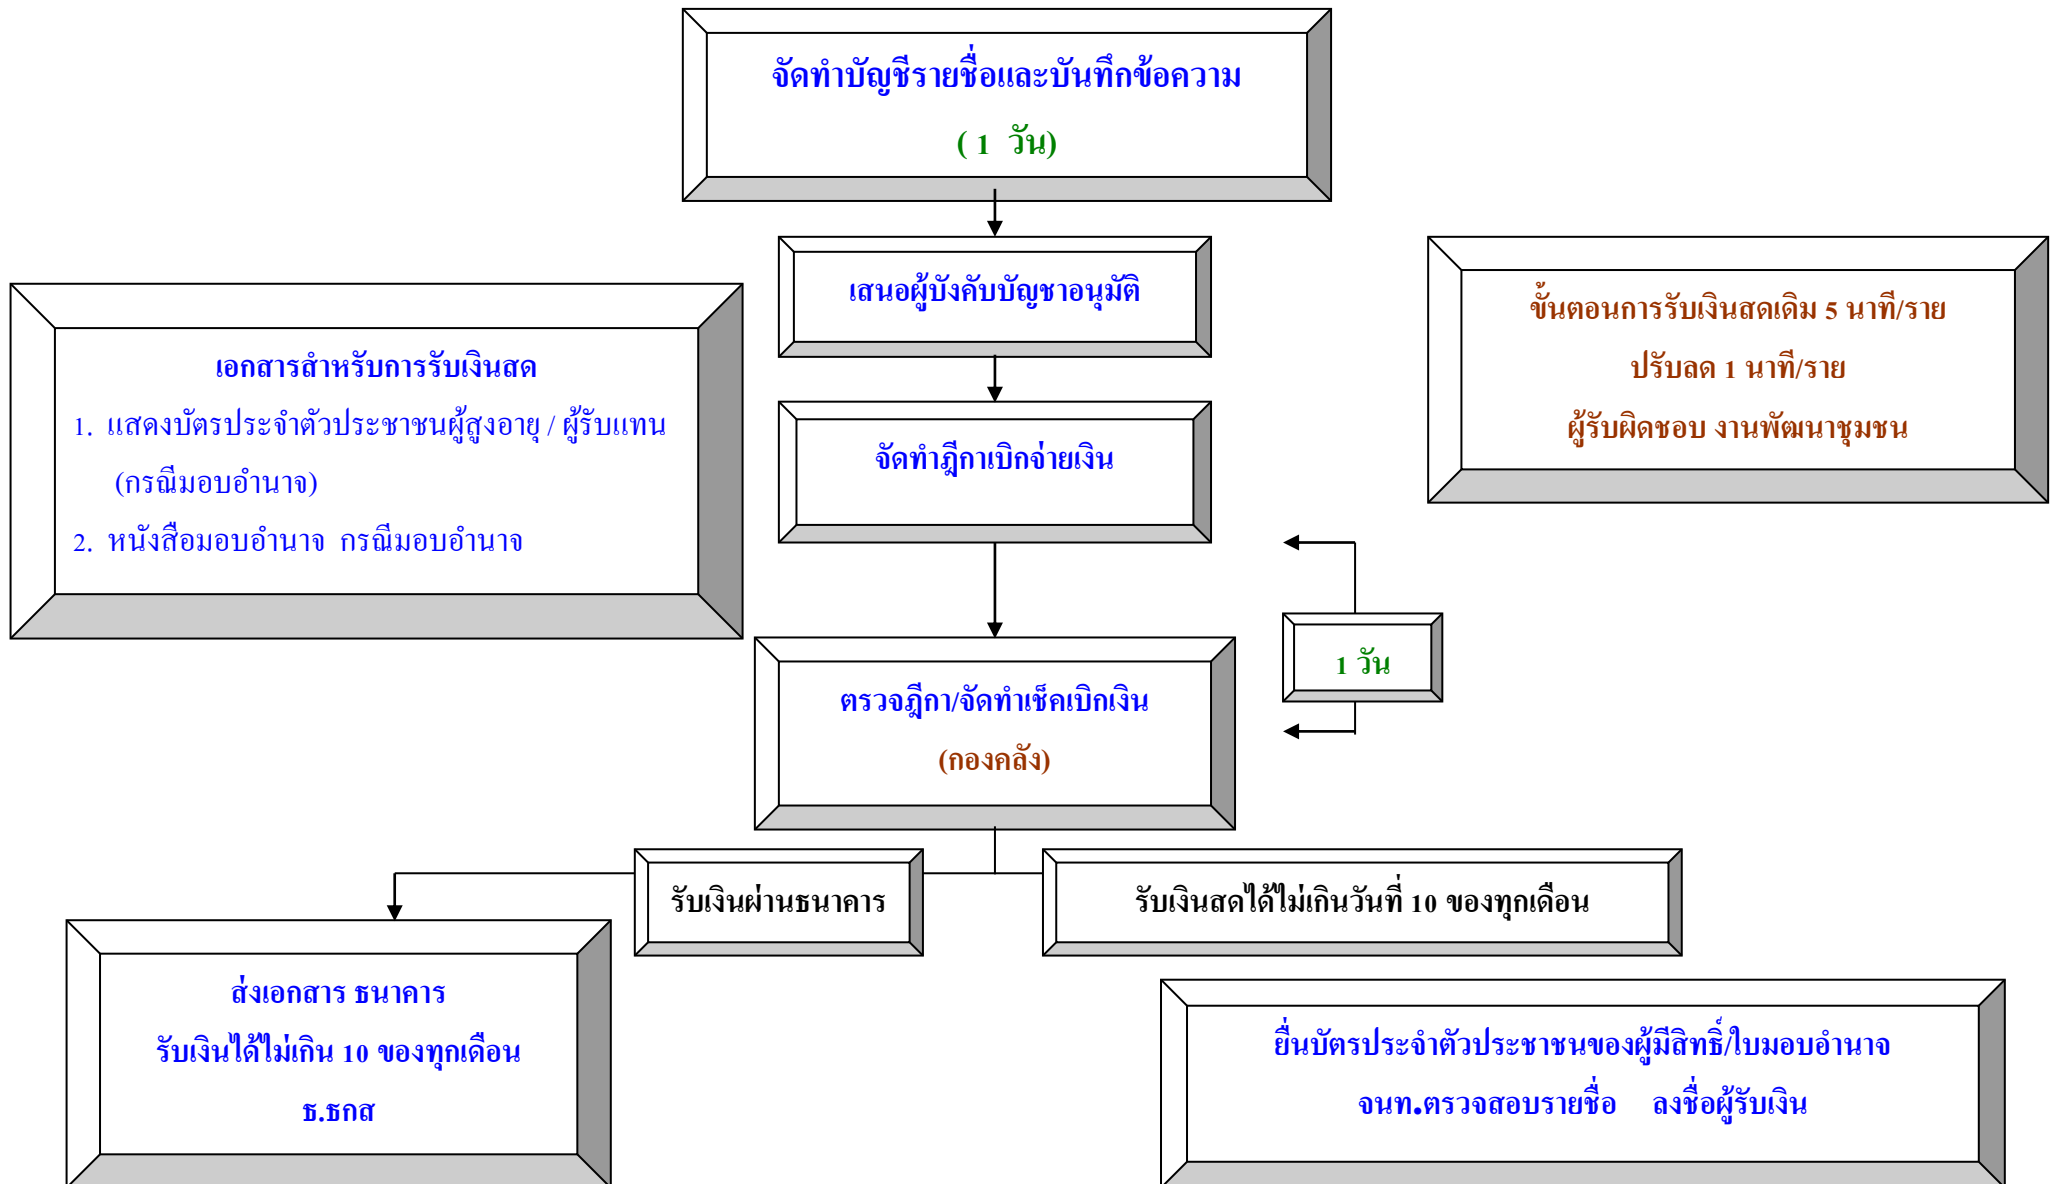 จัดทำบัญชีรายชื่อและบันทึกข้อความ
( 1 วัน)
เสนอผู้บังคับบัญชาอนุมัติ
ขั้นตอนการรับเงินสดเดิม 5 นาที/ราย
ปรับลด 1 นาที/ราย
ผู้รับผิดชอบ งานพัฒนาชุมชน
เอกสารสำหรับการรับเงินสด
1. แสดงบัตรประจำตัวประชาชนผู้สูงอายุ / ผู้รับแทน
(กรณีมอบอำนาจ)
2. หนังสือมอบอำนาจ กรณีมอบอำนาจ
จัดทำฎีกาเบิกจ่ายเงิน
1 วัน
ตรวจฎีกา/จัดทำเช็คเบิกเงิน
(กองคลัง)
รับเงินผ่านธนาคาร
รับเงินสดได้ไม่เกินวันที่ 10 ของทุกเดือน
ส่งเอกสาร ธนาคาร
รับเงินได้ไม่เกิน 10 ของทุกเดือน
ธ.ธกส
ยื่นบัตรประจำตัวประชาชนของผู้มีสิทธิ์/ใบมอบอำนาจ
จนท.ตรวจสอบรายชื่อ ลงชื่อผู้รับเงิน